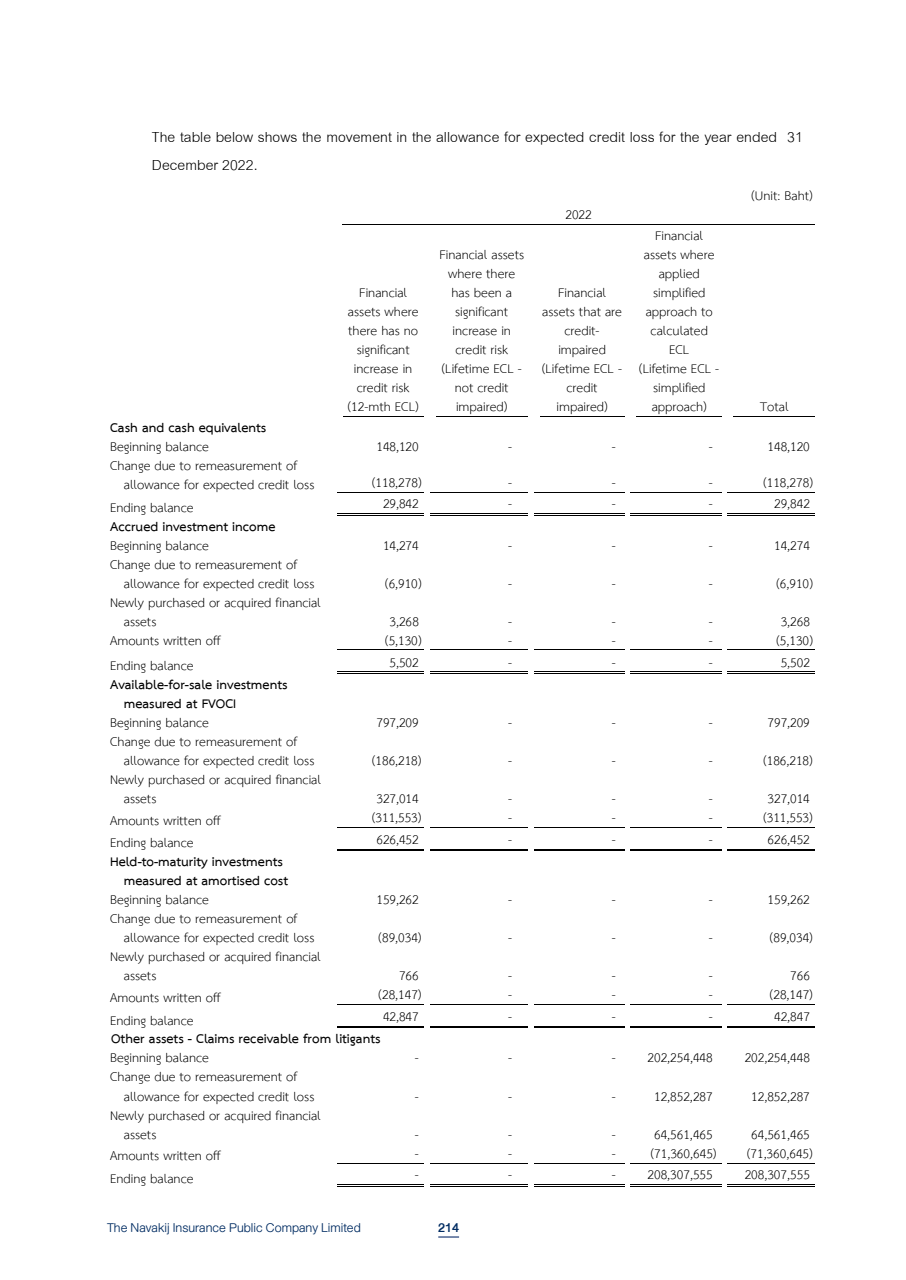 The table below shows the movement in the allowance for expected credit loss for the year ended 31
December 2022.
(Unit: Baht)
2022
Financial
assets where
there has no
significant
increase in
credit risk
(12-mth ECL)
Financial assets
where there
has been a
significant
increase in
credit risk
(Lifetime ECL -
not credit
impaired)
Financial
assets that are
credit-
impaired
(Lifetime ECL -
credit
impaired)
Financial
assets where
applied
simplified
approach to
calculated
ECL
(Lifetime ECL -
simplified
approach)
Total
Cash and cash equivalents
Beginning balance 148,120 - - - 148,120
Change due to remeasurement of
allowance for expected credit loss (118,278) - - - (118,278)
Ending balance 29,842 - - - 29,842
Accrued investment income
Beginning balance 14,274 - - - 14,274
Change due to remeasurement of
allowance for expected credit loss (6,910) - - - (6,910)
Newly purchased or acquired financial
assets 3,268 - - - 3,268
Amounts written off (5,130) - - - (5,130)
Ending balance 5,502 - - - 5,502
Available-for-sale investments
measured at FVOCI
Beginning balance 797,209 - - - 797,209
Change due to remeasurement of
allowance for expected credit loss (186,218) - - - (186,218)
Newly purchased or acquired financial
assets 327,014 - - - 327,014
Amounts written off (311,553) - - - (311,553)
Ending balance 626,452 - - - 626,452
Held-to-maturity investments
measured at amortised cost
Beginning balance 159,262 - - - 159,262
Change due to remeasurement of
allowance for expected credit loss (89,034) - - - (89,034)
Newly purchased or acquired financial
assets 766 - - - 766
Amounts written off (28,147) - - - (28,147)
Ending balance 42,847 - - - 42,847
Other assets - Claims receivable from litigants
Beginning balance - - - 202,254,448 202,254,448
Change due to remeasurement of
allowance for expected credit loss - - - 12,852,287 12,852,287
Newly purchased or acquired financial
assets - - - 64,561,465 64,561,465
Amounts written off - - - (71,360,645) (71,360,645)
Ending balance - - - 208,307,555 208,307,555
The Navakij Insurance Public Company Limited 214